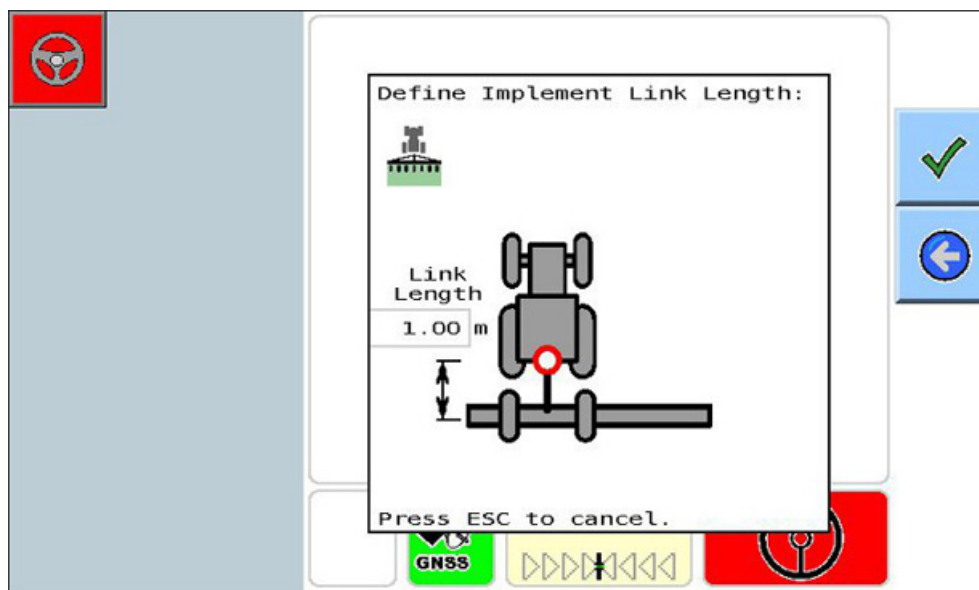 Define Implement Link Length:
Link
Length
1.00 m
Press ESC to cancel.
GNSS